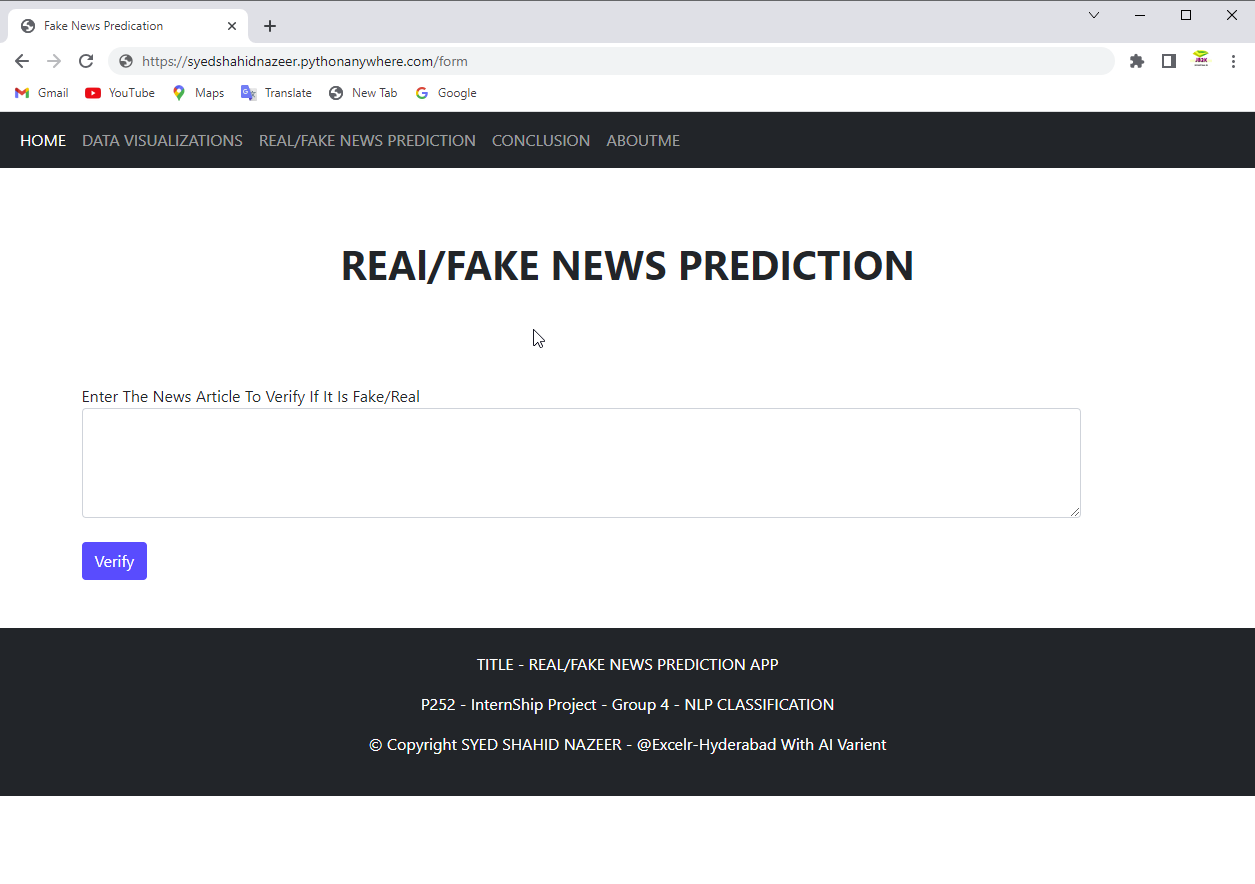 Fake News Predication
https://syedshahidnazeer.pythonanywhere.com/form
Gmail YouTube Maps Translate New Tab Google
HOME DATA VISUALIZATIONS REAL/FAKE NEWS PREDICTION CONCLUSION ABOUTME
REAl/FAKE NEWS PREDICTION
Enter The News Article To Verify If It Is Fake/Real
Verify
TITLE - REAL/FAKE NEWS PREDICTION APP
P252 - InternShip Project - Group 4 - NLP CLASSIFICATION
© Copyright SYED SHAHID NAZEER - @Excelr-Hyderabad With AI Varient